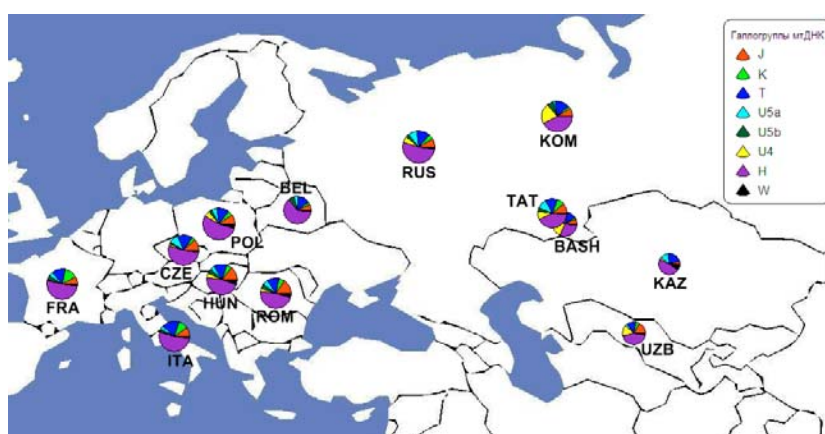 Гаплогруппы мтДНК
J
K
T
U5a
U5b
U4
H
W
KOM
RUS
BEL
TAT
POL
BASH
CZE
KAZ
FRA
HUN
ROM
UZB
ITA